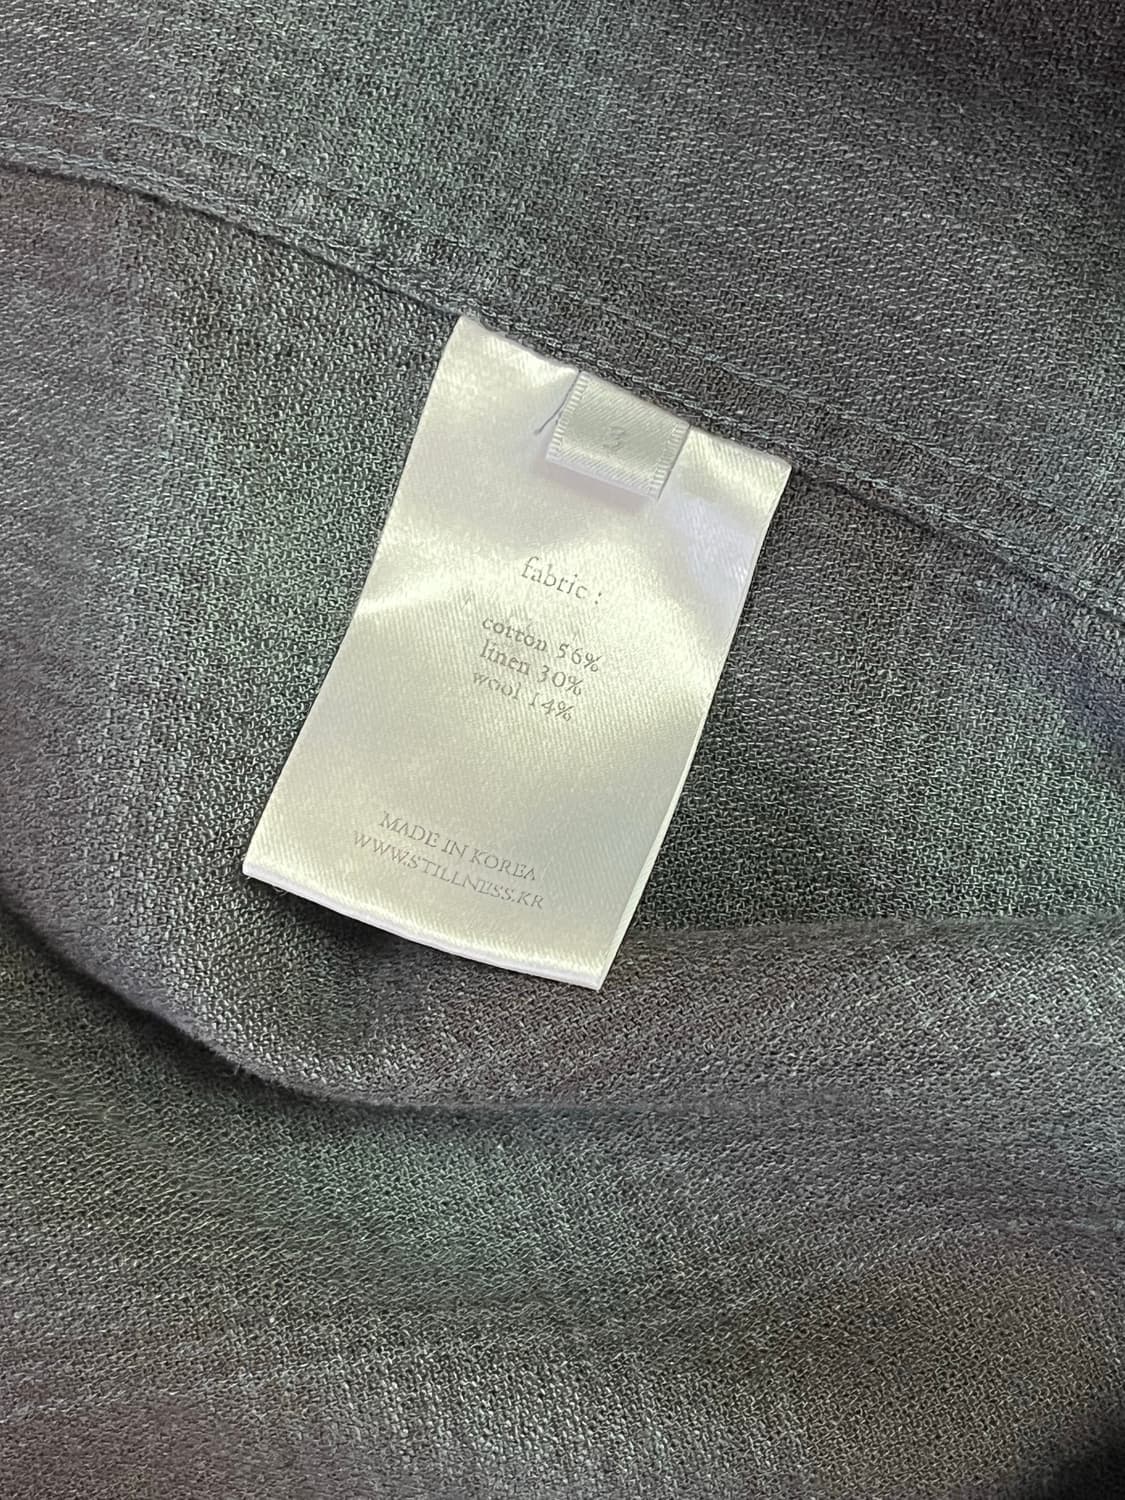 3
fabric :
cotton 56%
linen 30%
wool 14%
MADE IN KOREA
WWW.STILLNESS.KR